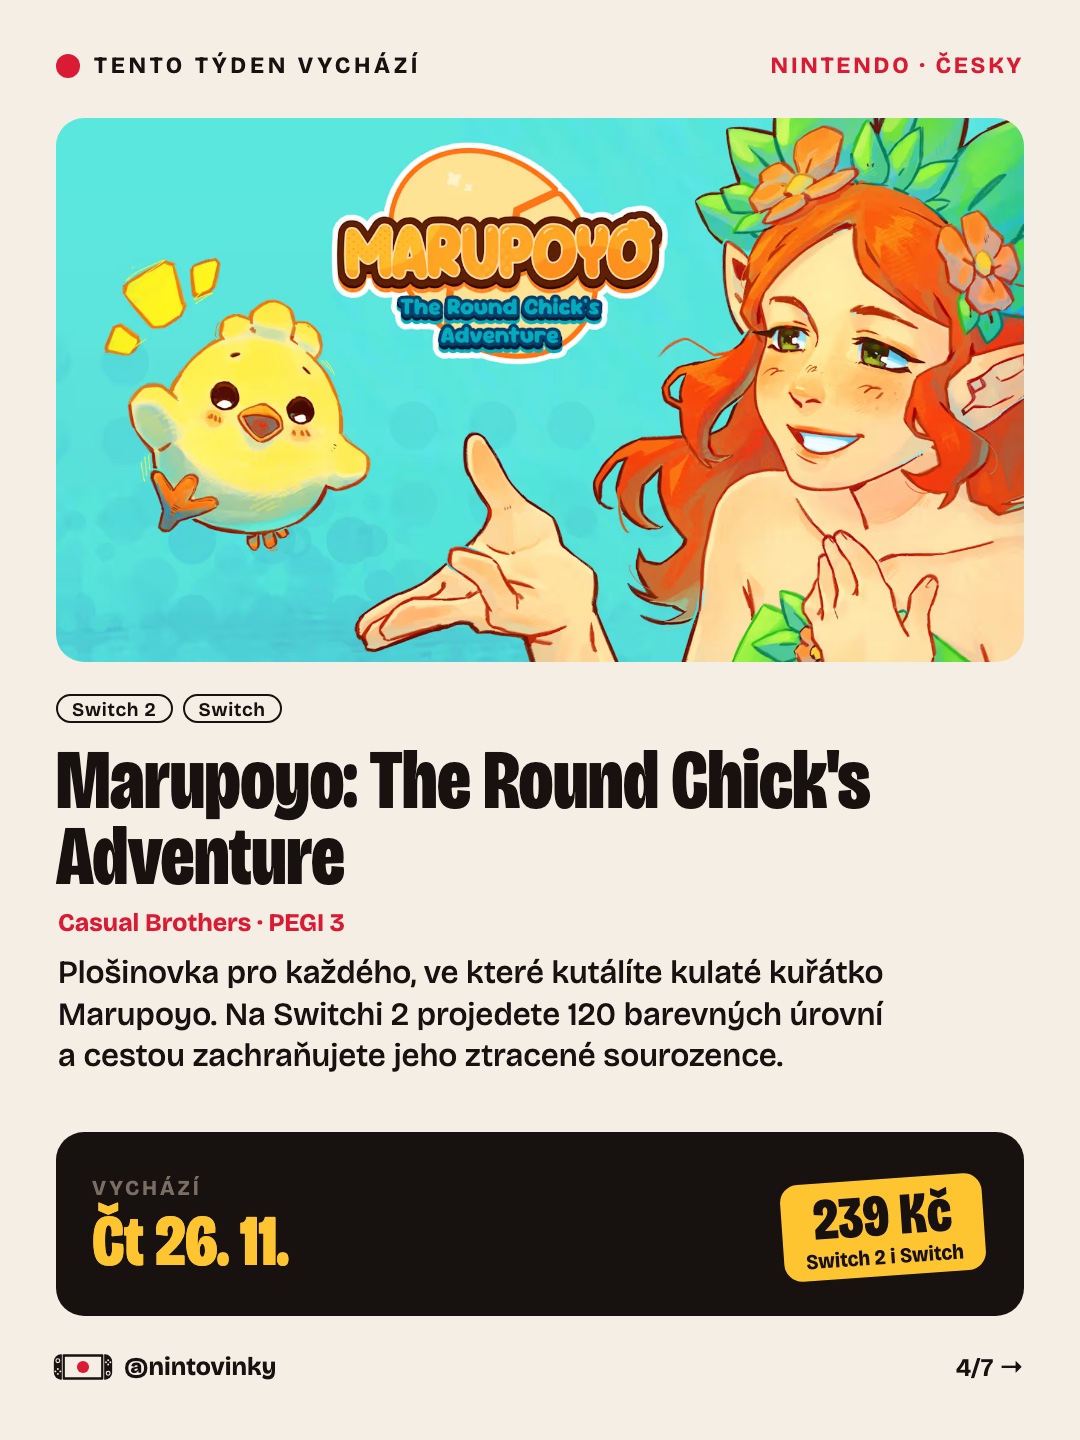 TENTO TÝDEN VYCHÁZÍ
NINTENDO · ČESKY
MARUPOYO
The Round Chick's
Adventure
Switch 2
Switch
Marupoyo: The Round Chick's
Adventure
Casual Brothers · PEGI 3
Plošinovka pro každého, ve které kutálíte kulaté kuřátko
Marupoyo. Na Switchi 2 projedete 120 barevných úrovní
a cestou zachraňujete jeho ztracené sourozence.
VYCHÁZÍ
Čt 26. 11.
239 Kč
Switch 2 i Switch
@nintovinky
4/7 →